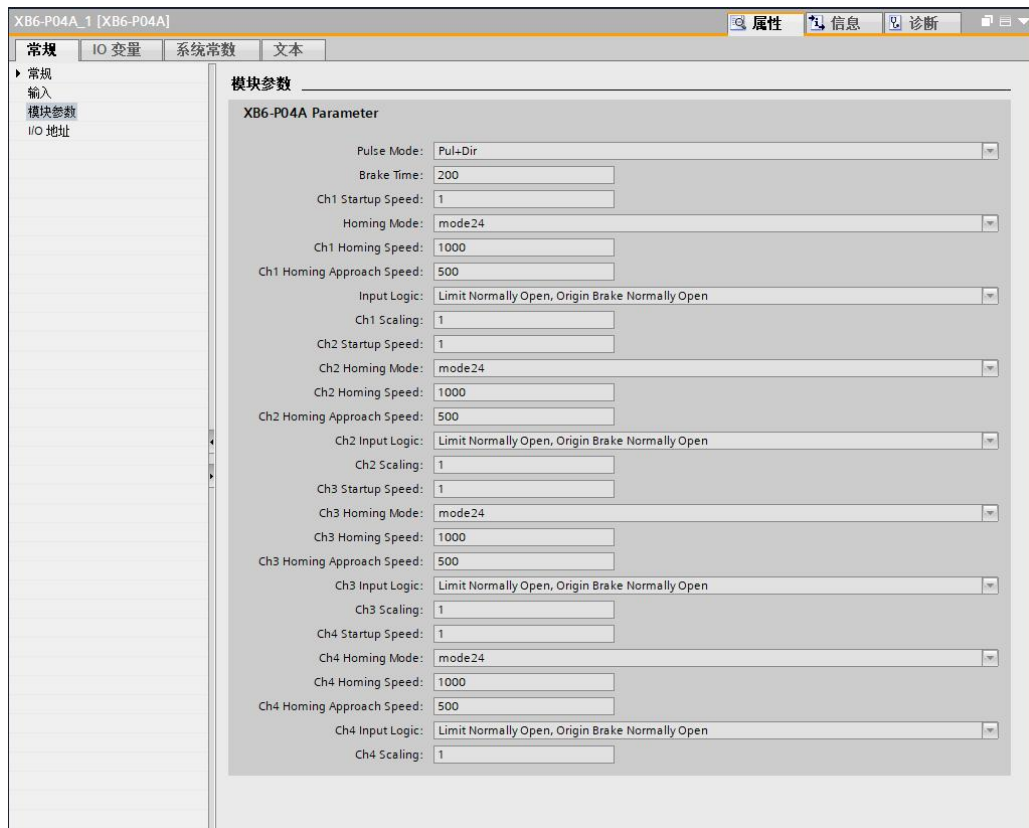 XB6-P04A_1 [XB6-P04A]
属性
信息
诊断
常规
IO 变量
系统常数
文本
常规
输入
模块参数
I/O 地址
模块参数
XB6-P04A Parameter
Pulse Mode: Pul+Dir
Brake Time: 200
Ch1 Startup Speed: 1
Homing Mode: mode24
Ch1 Homing Speed: 1000
Ch1 Homing Approach Speed: 500
Input Logic: Limit Normally Open, Origin Brake Normally Open
Ch1 Scaling: 1
Ch2 Startup Speed: 1
Ch2 Homing Mode: mode24
Ch2 Homing Speed: 1000
Ch2 Homing Approach Speed: 500
Ch2 Input Logic: Limit Normally Open, Origin Brake Normally Open
Ch2 Scaling: 1
Ch3 Startup Speed: 1
Ch3 Homing Mode: mode24
Ch3 Homing Speed: 1000
Ch3 Homing Approach Speed: 500
Ch3 Input Logic: Limit Normally Open, Origin Brake Normally Open
Ch3 Scaling: 1
Ch4 Startup Speed: 1
Ch4 Homing Mode: mode24
Ch4 Homing Speed: 1000
Ch4 Homing Approach Speed: 500
Ch4 Input Logic: Limit Normally Open, Origin Brake Normally Open
Ch4 Scaling: 1